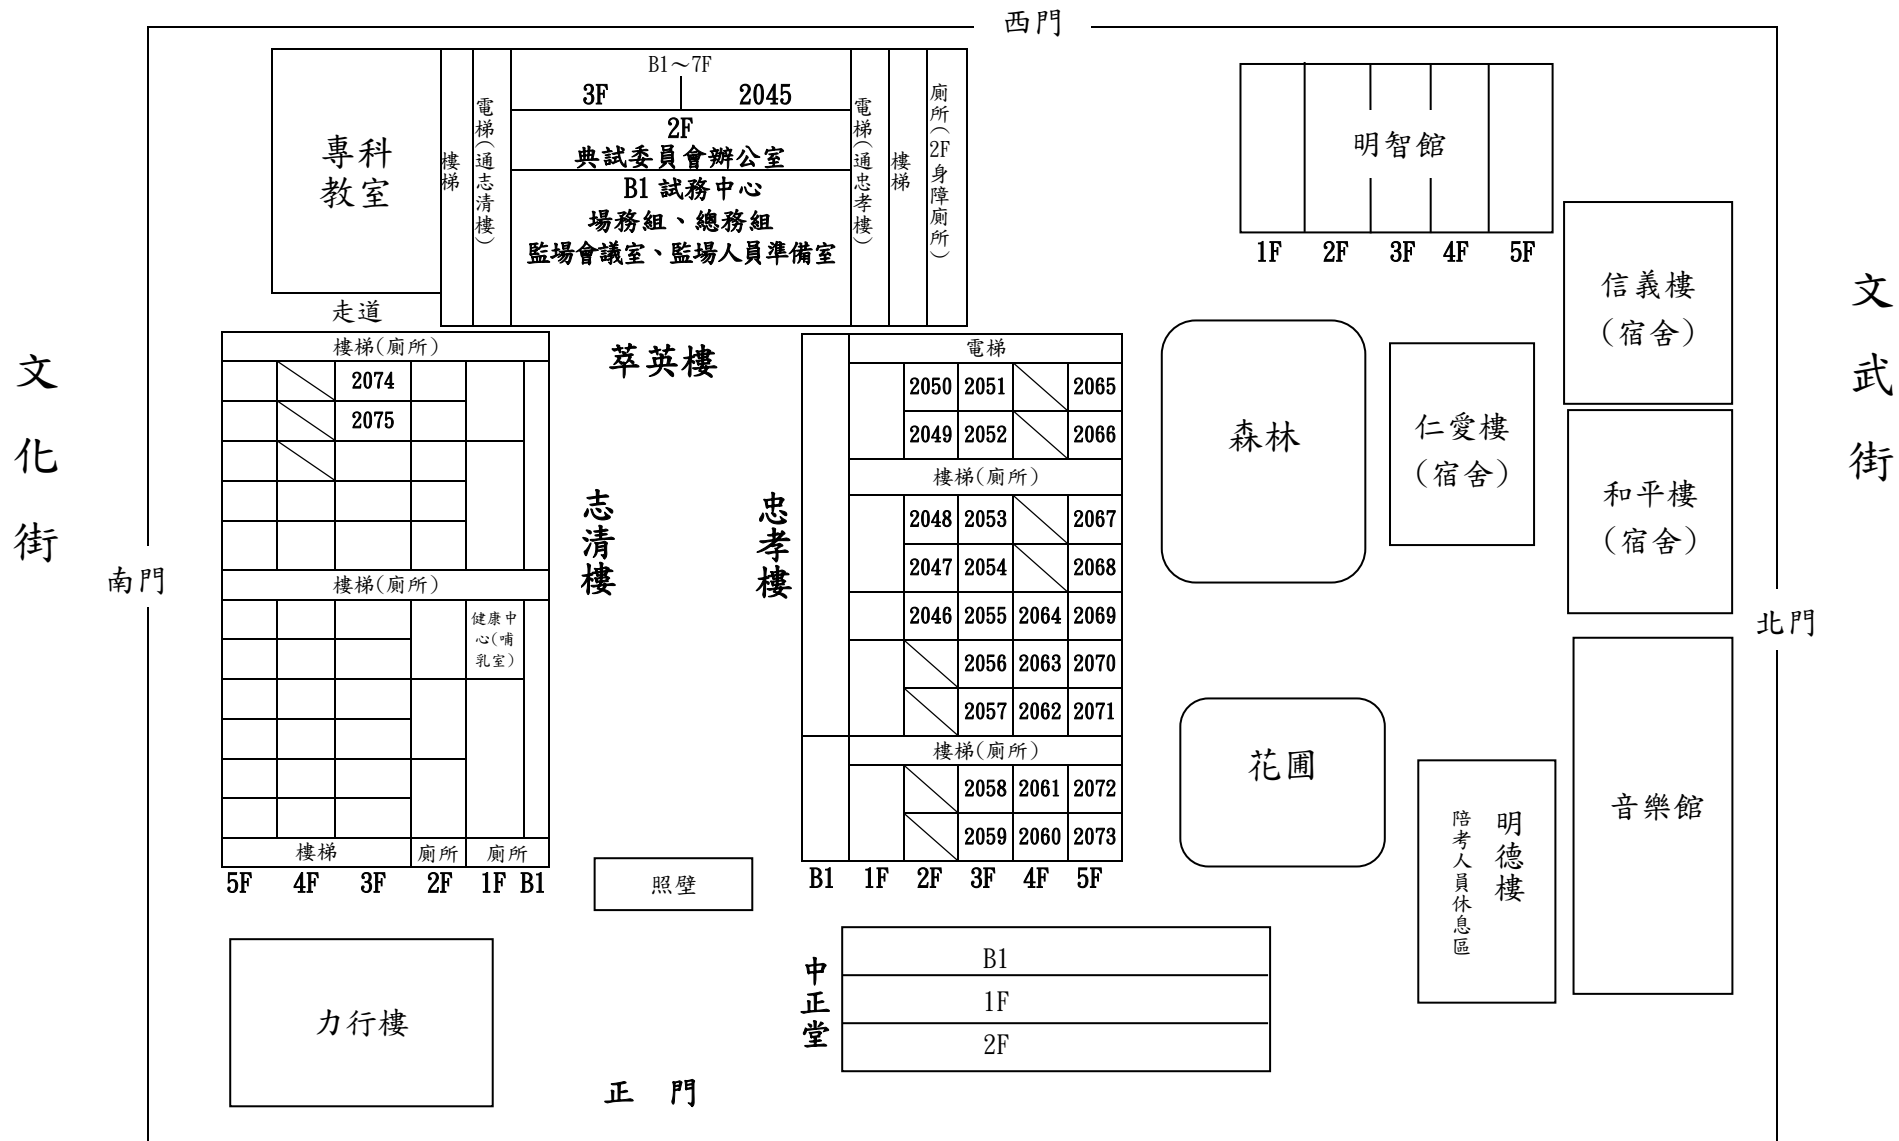 西門
專科
教室
樓梯
電梯(通志清樓)
B1～7F
3F 2045
2F
典試委員會辦公室
B1 試務中心
場務組、總務組
監場會議室、監場人員準備室
電梯(通忠孝樓)
樓梯
廁所(2F身障廁所)
明智館
1F 2F 3F 4F 5F
信義樓
(宿舍)
文化街
文武街
走道
萃英樓
樓梯(廁所)
2074
2075
志清樓
樓梯(廁所)
健康中
心(哺
乳室)
樓梯 廁所 廁所
5F 4F 3F 2F 1F B1
南門
忠孝樓
電梯
2050 2051 2065
2049 2052 2066
樓梯(廁所)
2048 2053 2067
2047 2054 2068
2046 2055 2064 2069
2056 2063 2070
2057 2062 2071
樓梯(廁所)
2058 2061 2072
2059 2060 2073
B1 1F 2F 3F 4F 5F
森林
仁愛樓
(宿舍)
和平樓
(宿舍)
北門
花圃
明德樓
陪考人員休息區
音樂館
照壁
力行樓
中正堂
B1
1F
2F
正 門